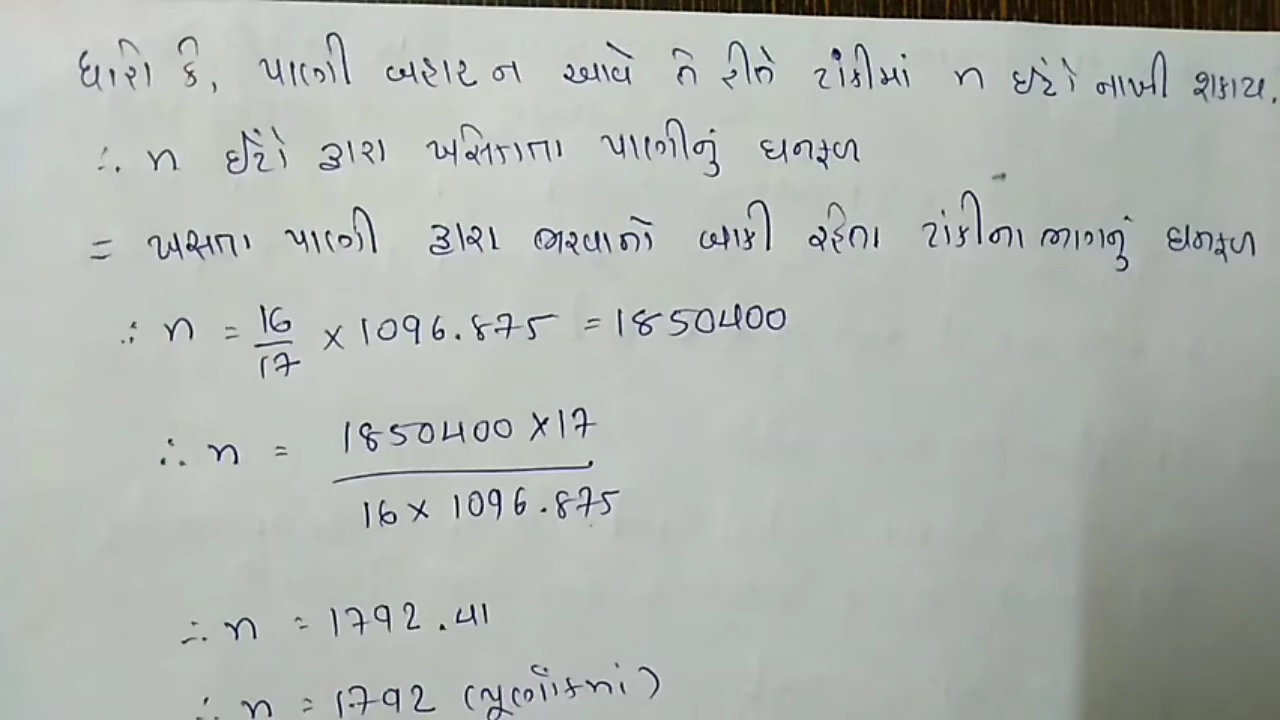 ધારો કે, પાણી બહાર ન આવે તે રીતે ટાંકીમાં n ઈંટો નાખી શકાય.
∴ n ઈંટો દ્વારા ખસેડાતા પાણીનું ઘનફળ
= ખસતા પાણી દ્વારા ભરવાનો બાકી રહેતા ટાંકીના ભાગનું ઘનફળ
∴ n = 16/17 × 1096.875 = 1850400
∴ n = 1850400 × 17 / 16 × 1096.875
∴ n = 1792.41
∴ n = 1792 (પૂર્ણાંકમાં)